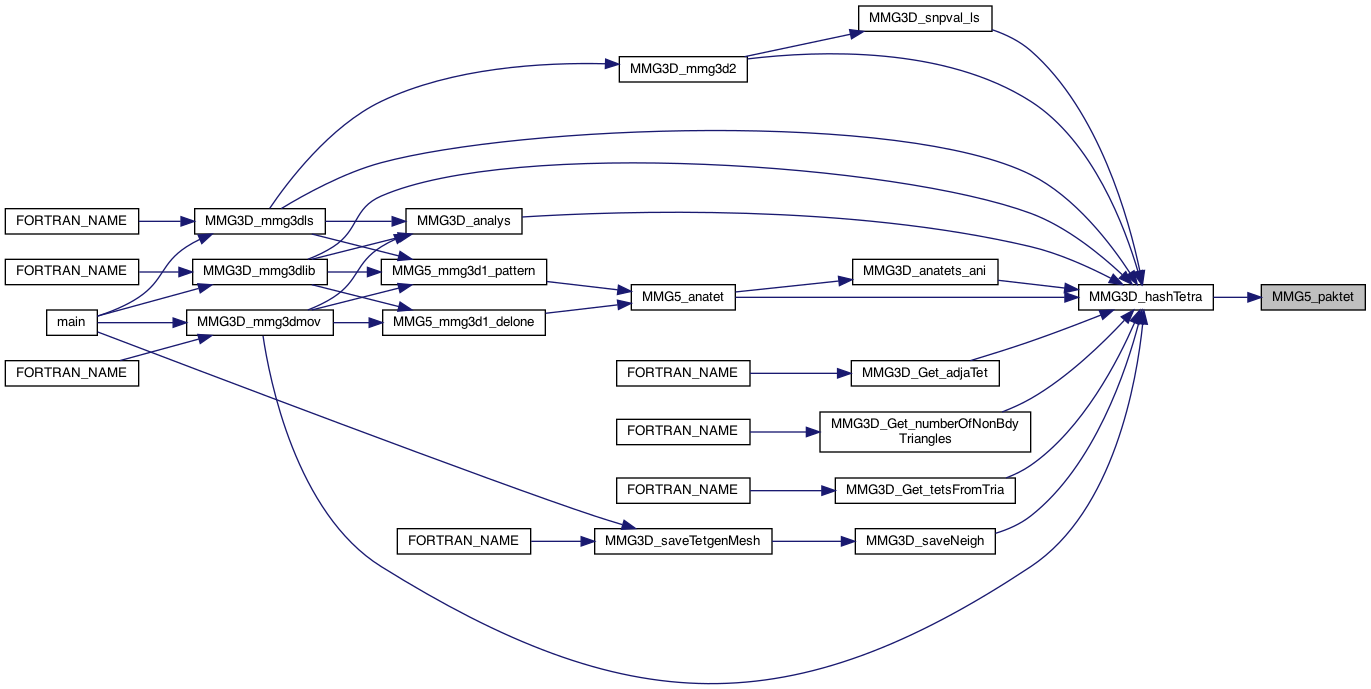 MMG3D_snpval_ls
MMG3D_mmg3d2
FORTRAN_NAME
MMG3D_mmg3dls
MMG3D_analys
FORTRAN_NAME
MMG3D_mmg3dlib
MMG5_mmg3d1_pattern
MMG3D_anatets_ani
MMG5_anatet
MMG3D_hashTetra
MMG5_paktet
main
MMG3D_mmg3dmov
MMG5_mmg3d1_delone
FORTRAN_NAME
FORTRAN_NAME
MMG3D_Get_adjaTet
FORTRAN_NAME
MMG3D_Get_numberOfNonBdy
Triangles
FORTRAN_NAME
MMG3D_Get_tetsFromTria
FORTRAN_NAME
MMG3D_saveTetgenMesh
MMG3D_saveNeigh